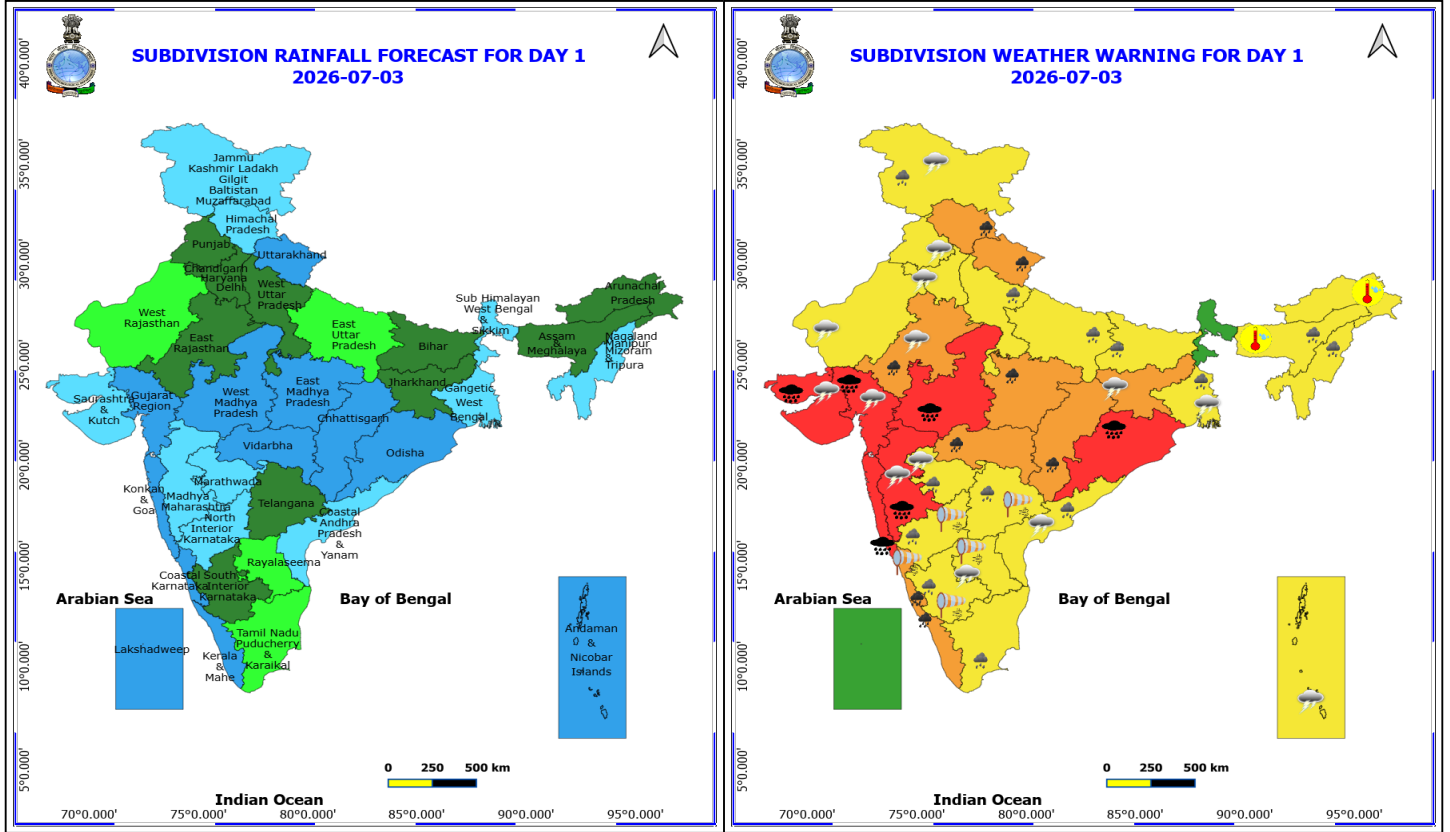 SUBDIVISION RAINFALL FORECAST FOR DAY 1
2026-07-03
40°0.000'
35°0.000'
30°0.000'
25°0.000'
20°0.000'
15°0.000'
10°0.000'
5°0.000'
Jammu
Kashmir Ladakh
Gilgit
Baltistan
Muzaffarabad
Himachal
Pradesh
Punjab
Uttarakhand
Chandigarh
Haryana
Delhi
West
Uttar
Pradesh
West
Rajasthan
East
Rajasthan
East
Uttar
Pradesh
Bihar
Sub Himalayan
West Bengal
&
Sikkim
Arunachal
Pradesh
Assam
&
Meghalaya
Nagaland
Manipur
Mizoram
&
Tripura
Jharkhand
Gangetic
West
Bengal
Saurashtra
&
Kutch
Gujarat
Region
West
Madhya
Pradesh
East
Madhya
Pradesh
Chhattisgarh
Vidarbha
Odisha
Konkan
&
Goa
Marathwada
Madhya
Maharashtra
North
Interior
Karnataka
Telangana
Coastal
Andhra
Pradesh
&
Yanam
Rayalaseema
Coastal
Karnataka
South
Interior
Karnataka
Tamil Nadu
Puducherry
&
Karaikal
Kerala
&
Mahe
Arabian Sea
Bay of Bengal
Lakshadweep
Andaman
&
Nicobar
Islands
0 250 500 km
Indian Ocean
70°0.000' 75°0.000' 80°0.000' 85°0.000' 90°0.000' 95°0.000'
SUBDIVISION WEATHER WARNING FOR DAY 1
2026-07-03
40°0.000'
35°0.000'
30°0.000'
25°0.000'
20°0.000'
15°0.000'
10°0.000'
5°0.000'
Arabian Sea
Bay of Bengal
0 250 500 km
Indian Ocean
70°0.000' 75°0.000' 80°0.000' 85°0.000' 90°0.000' 95°0.000'